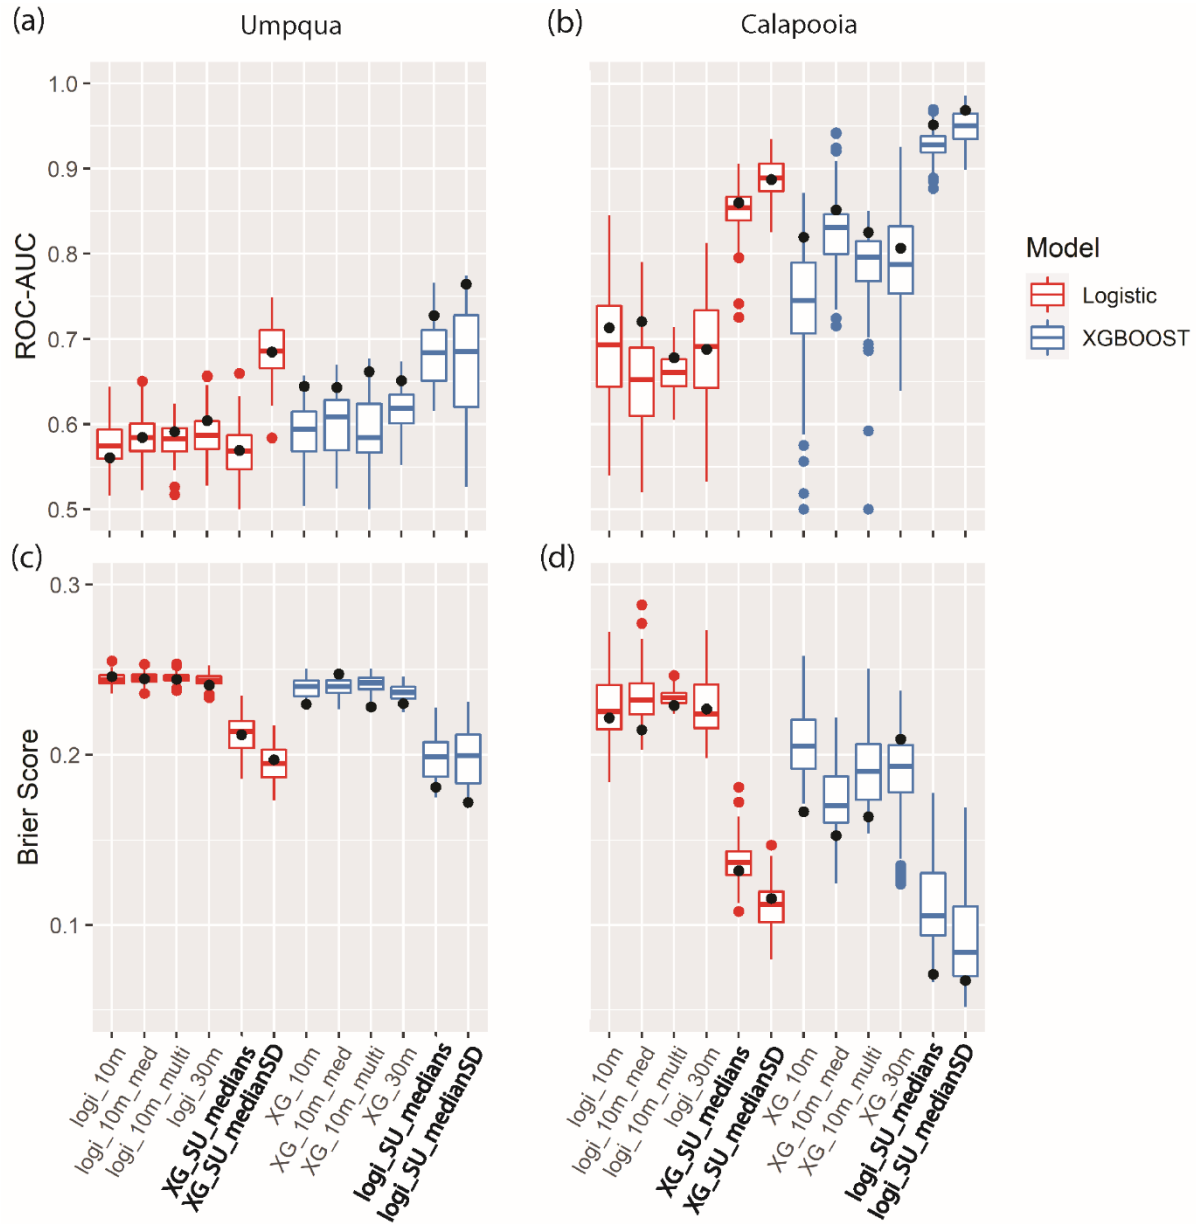 (a)
Umpqua
(b)
Calapooia
1.0
0.9
0.8
0.7
0.6
0.5
ROC-AUC
Model
Logistic
XGBOOST
(c)
(d)
0.3
0.2
0.1
Brier Score
logi_10m
logi_10m_med
logi_10m_multi
logi_30m
XG_SU_medians
XG_SU_medianSD
XG_10m
XG_10m_med
XG_10m_multi
XG_30m
logi_SU_medians
logi_SU_medianSD
logi_10m
logi_10m_med
logi_10m_multi
logi_30m
XG_SU_medians
XG_SU_medianSD
XG_10m
XG_10m_med
XG_10m_multi
XG_30m
logi_SU_medians
logi_SU_medianSD